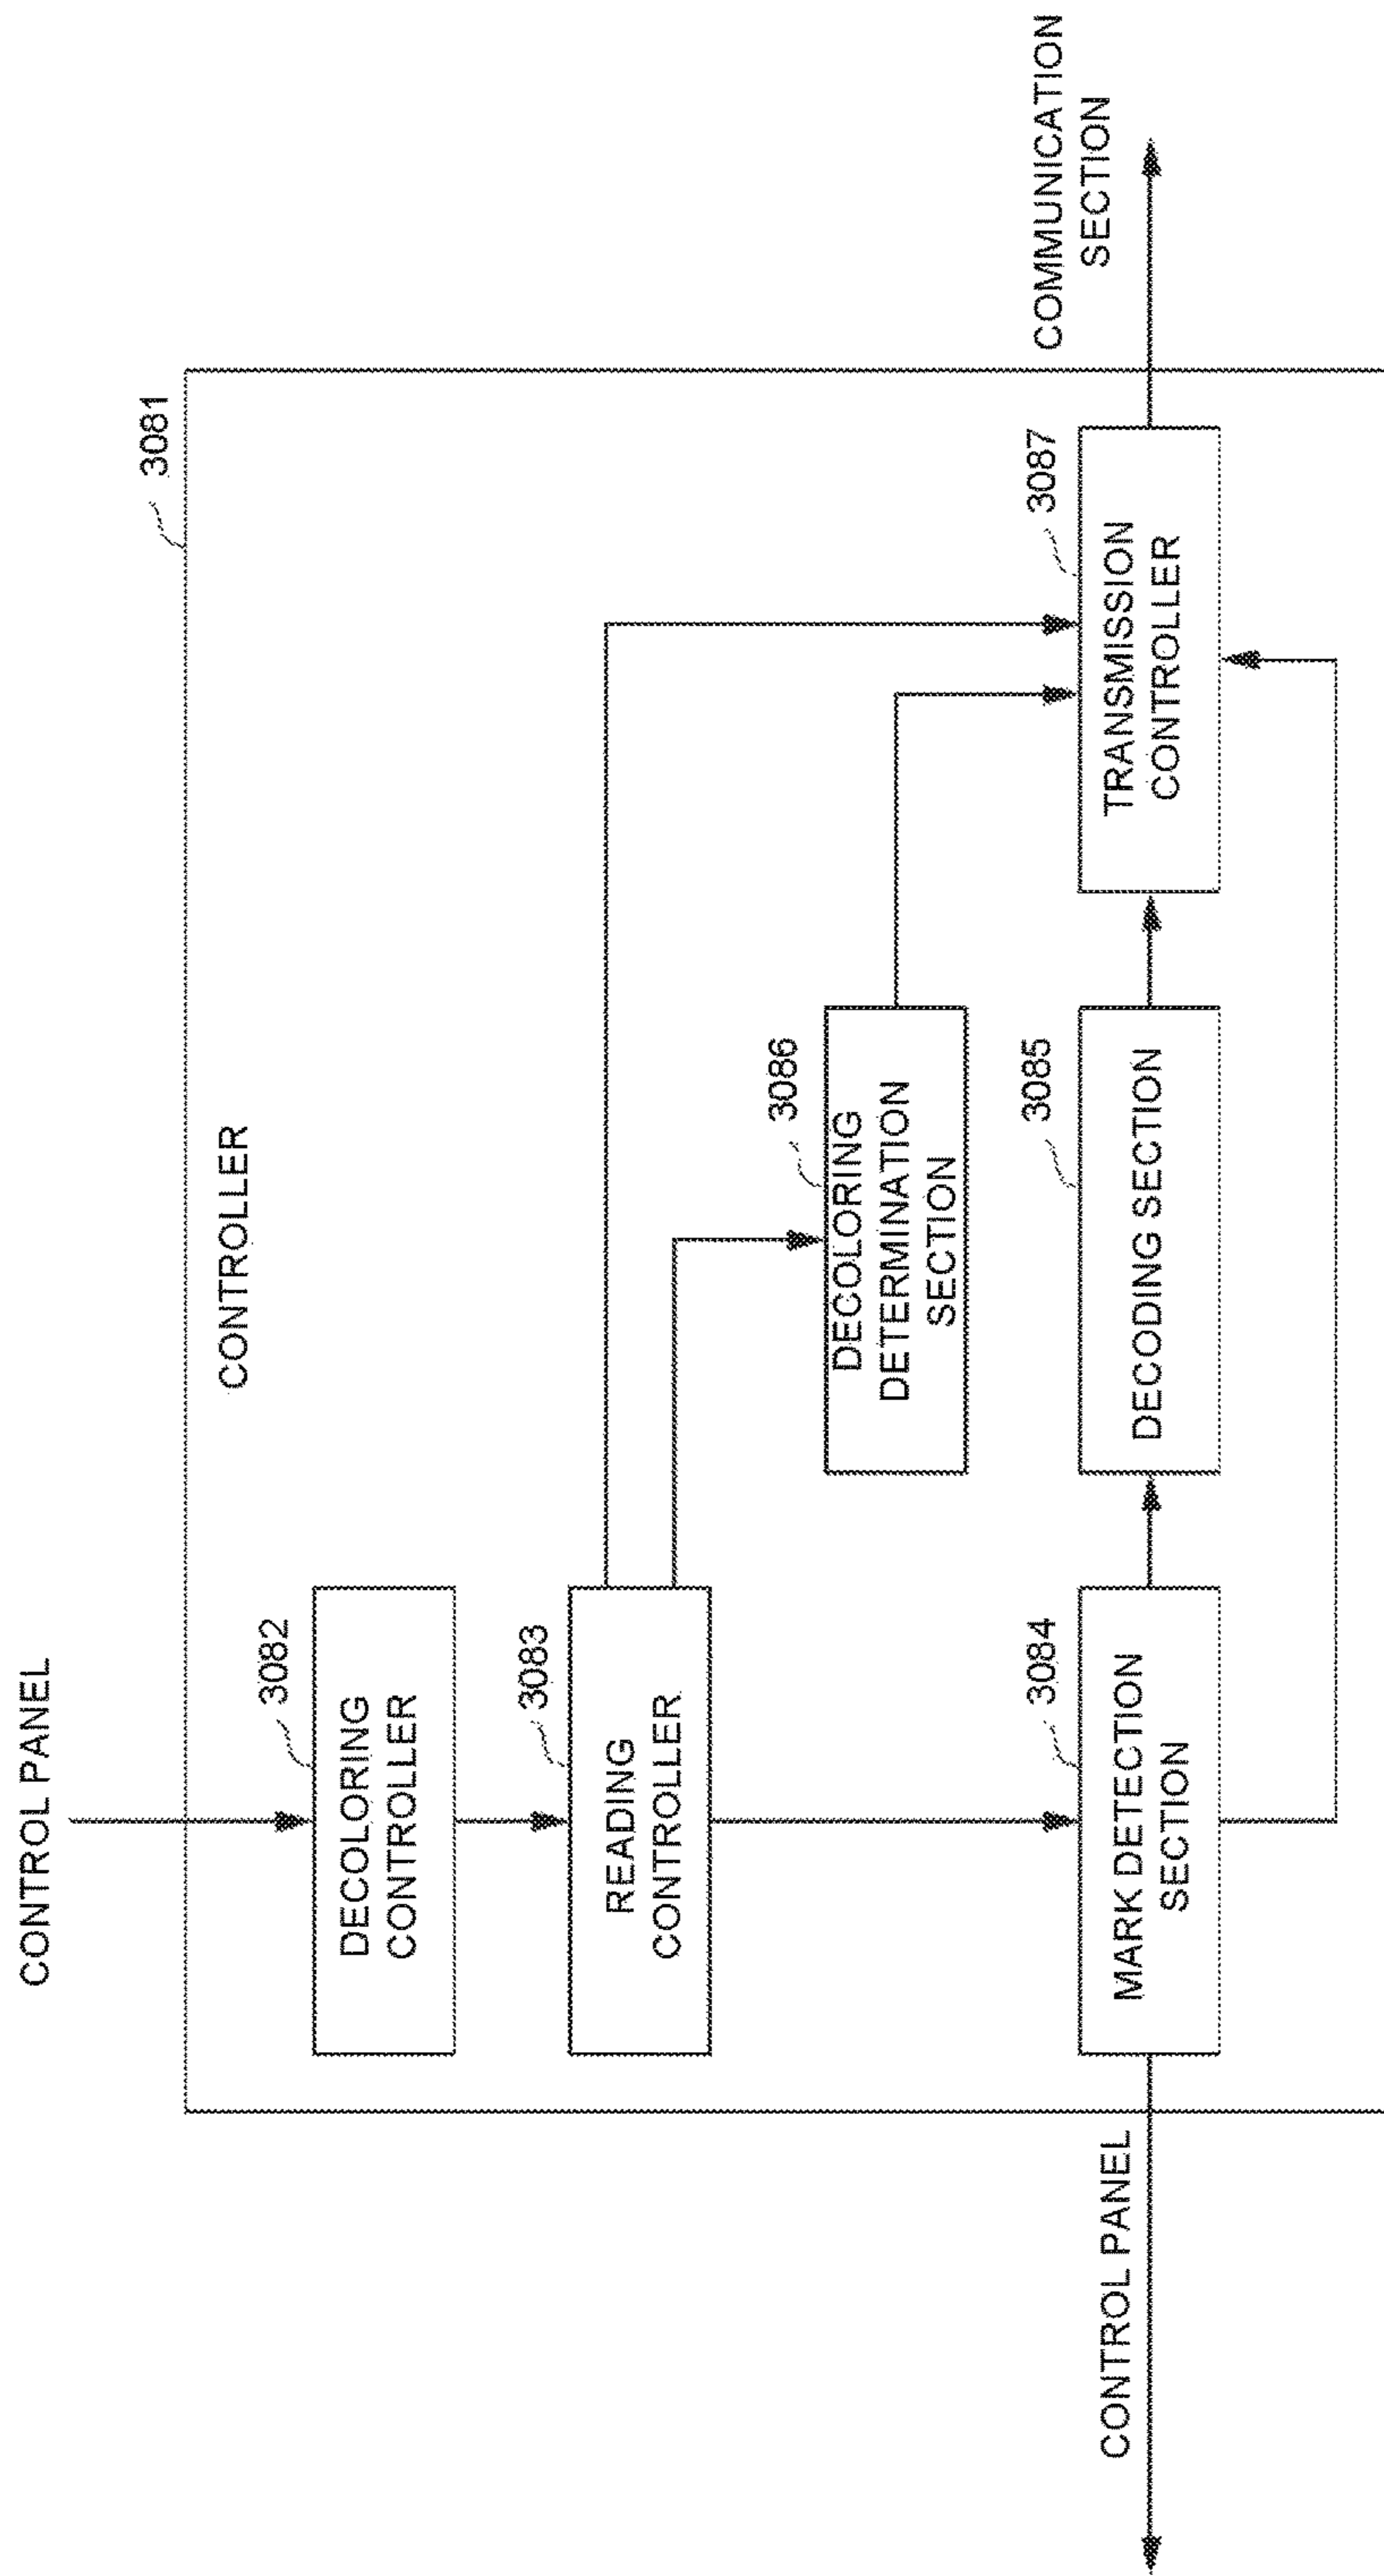 CONTROL PANEL
3081
CONTROLLER
3082
DECOLORING
CONTROLLER
3083
READING
CONTROLLER
3086
DECOLORING
DETERMINATION
SECTION
COMMUNICATION
SECTION
CONTROL PANEL
3084
MARK DETECTION
SECTION
3085
DECODING SECTION
3087
TRANSMISSION
CONTROLLER